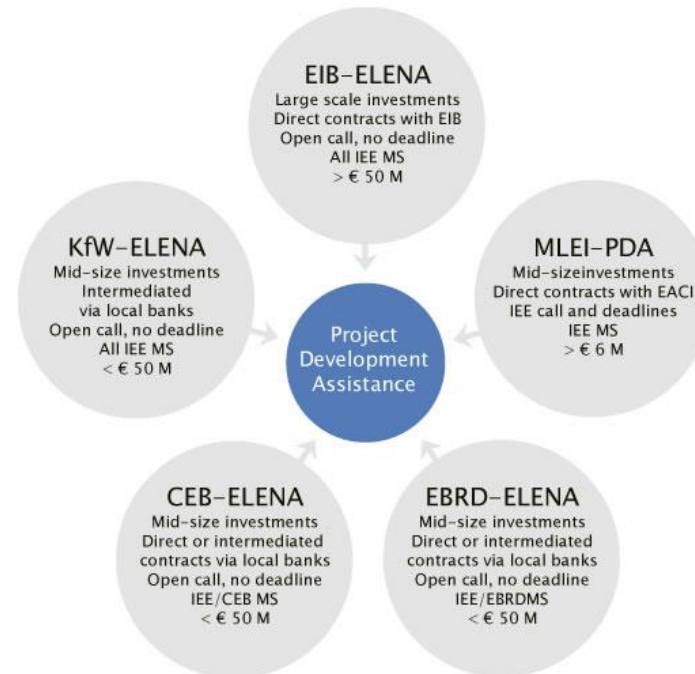 EIB-ELENA
Large scale investments
Direct contracts with EIB
Open call, no deadline
All IEE MS
> € 50 M
KfW-ELENA
Mid-size investments
Intermediated
via local banks
Open call, no deadline
All IEE MS
< € 50 M
MLEI-PDA
Mid-sizeinvestments
Direct contracts with EACI
IEE call and deadlines
IEE MS
> € 6 M
Project
Development
Assistance
CEB-ELENA
Mid-size investments
Direct or intermediated
contracts via local banks
Open call, no deadline
IEE/CEB MS
< € 50 M
EBRD-ELENA
Mid-size investments
Direct or intermediated
contracts via local banks
Open call, no deadline
IEE/EBRDMS
< € 50 M